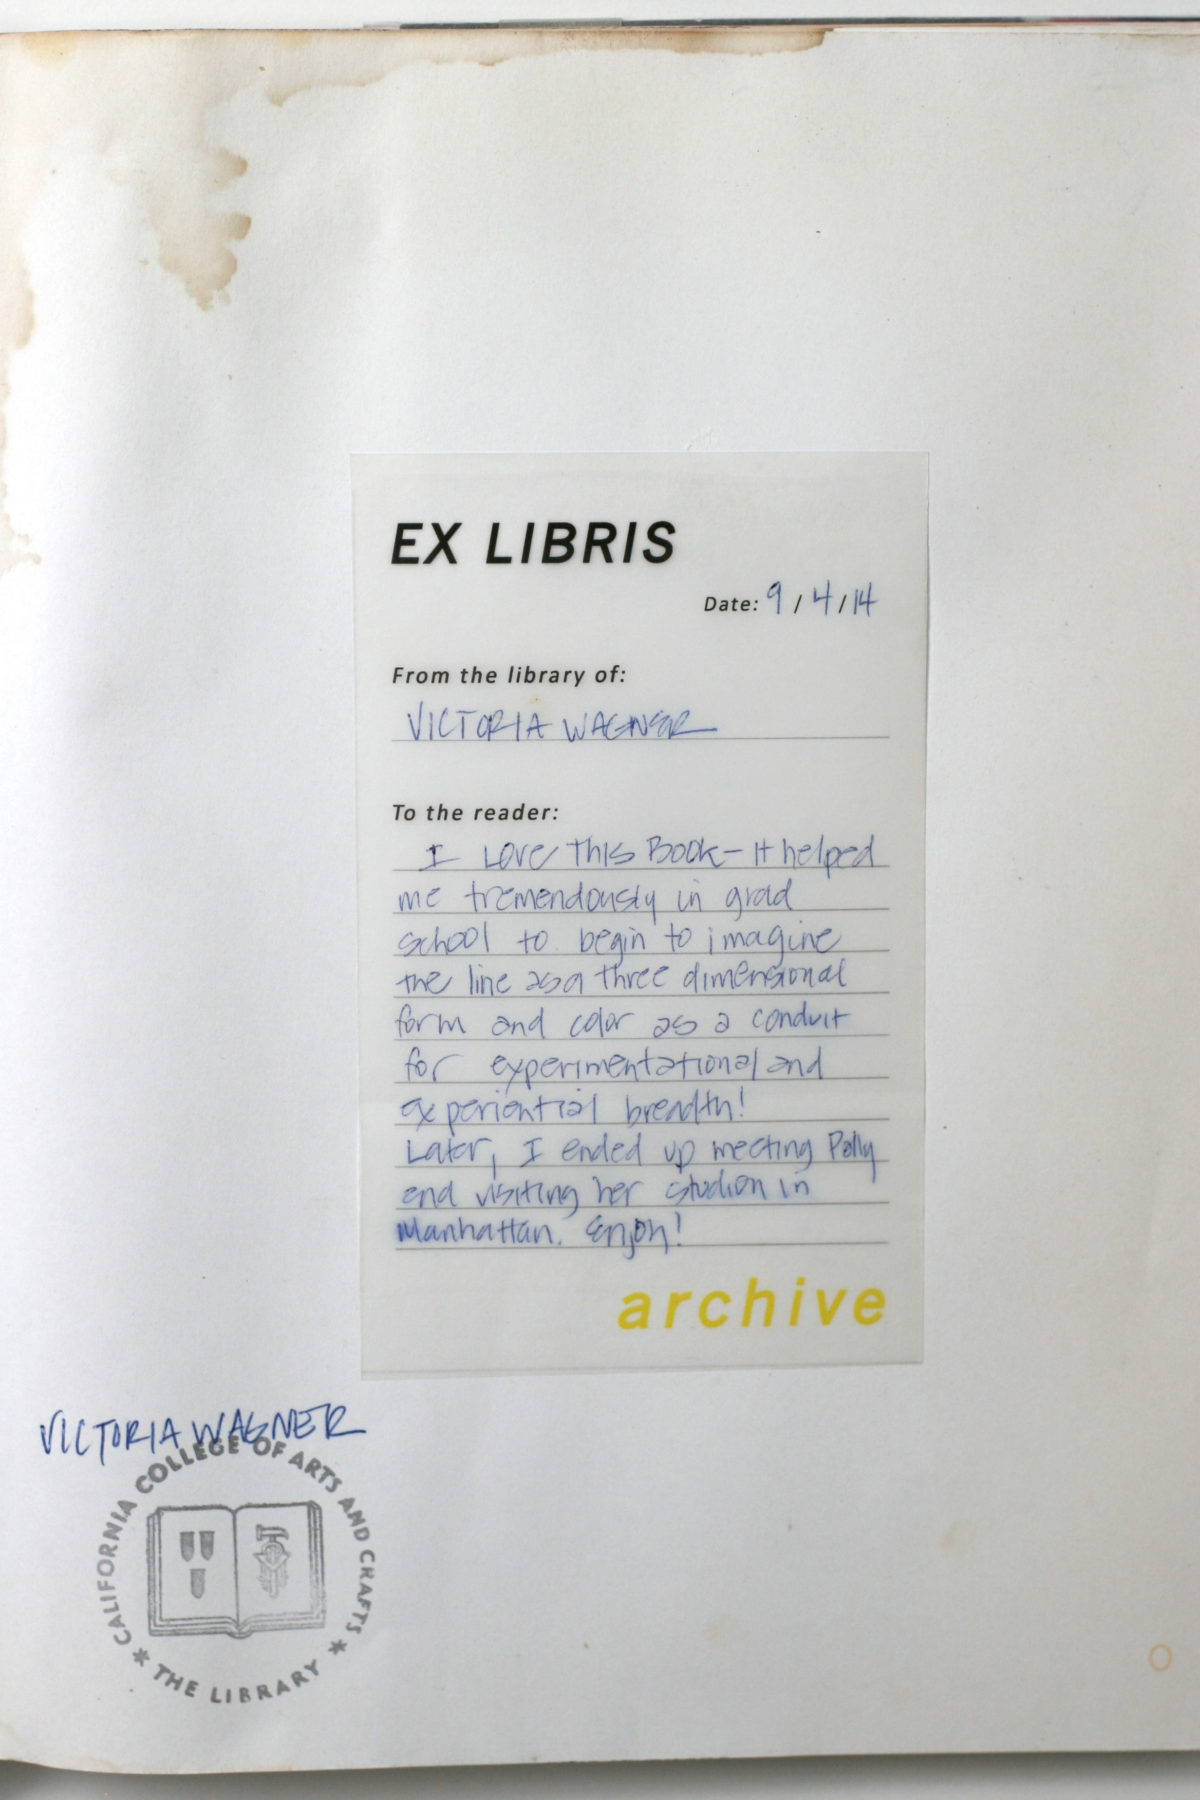 EX LIBRIS
Date: 9/4/14
From the library of:
VICTORIA WAGNER
To the reader:
I Love This Book - It helped
me tremendously in grad
school to begin to imagine
the line as a three dimensional
form and color as a conduit
for experimentational and
experiential breadth!
Later, I ended up meeting Polly
and visiting her studion in
Manhattan. Enjoy!
archive
VICTORIA WAGNER
CALIFORNIA COLLEGE OF ARTS AND CRAFTS
* THE LIBRARY *